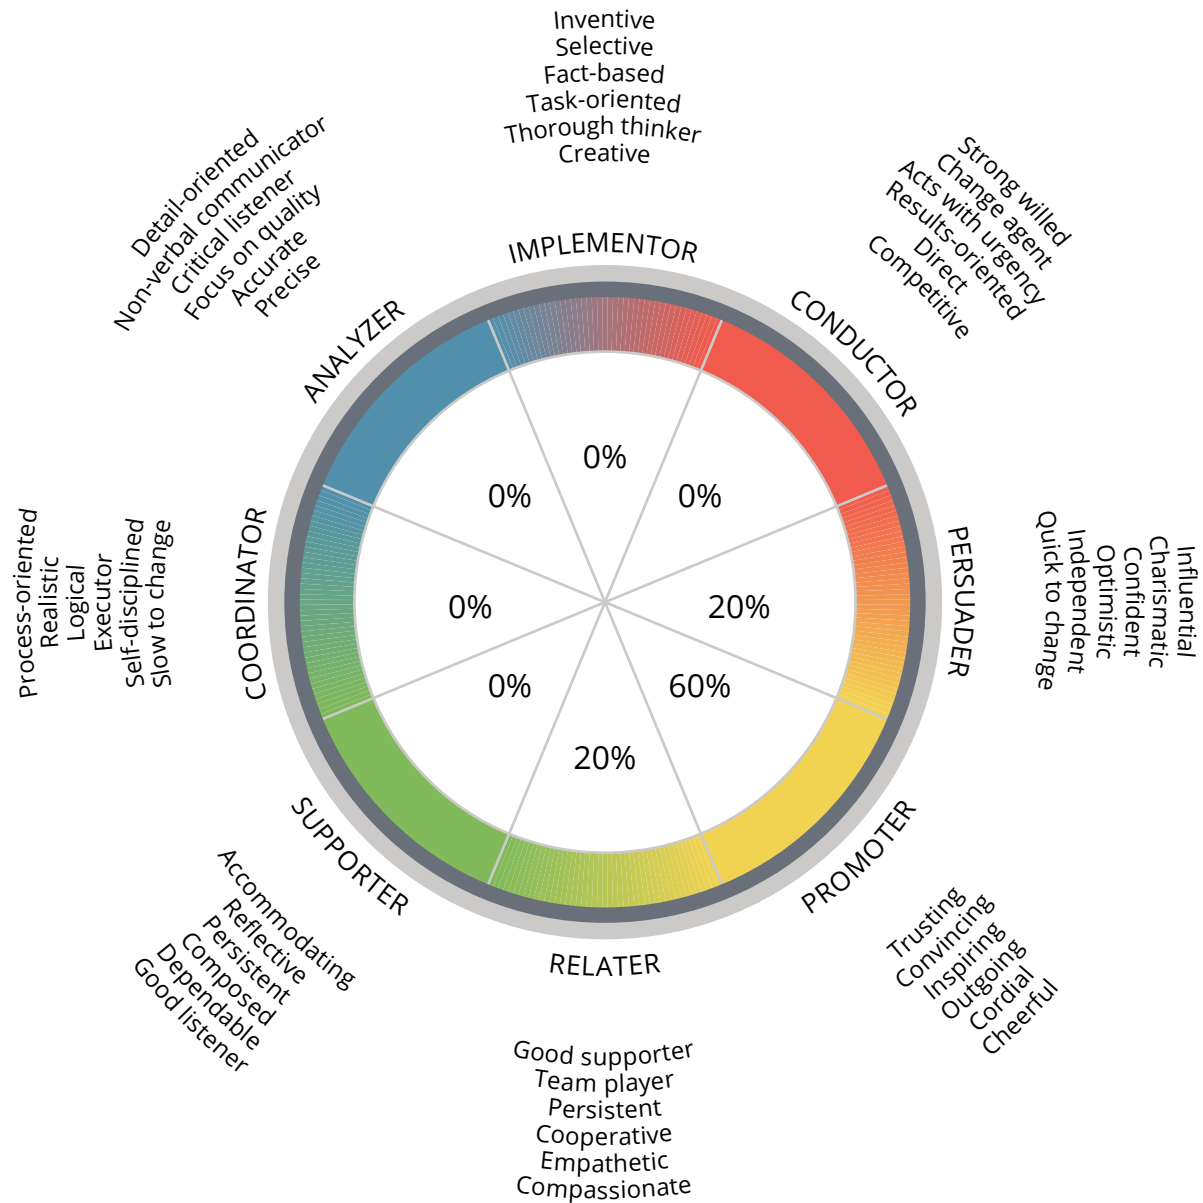 Inventive
Selective
Fact-based
Task-oriented
Thorough thinker
Creative
IMPLEMENTOR
0%
Strong willed
Change agent
Acts with urgency
Results-oriented
Direct
Competitive
CONDUCTOR
0%
Influential
Charismatic
Confident
Optimistic
Independent
Quick to change
PERSUADER
20%
PROMOTER
60%
Trusting
Convincing
Inspiring
Outgoing
Cordial
Cheerful
RELATER
20%
Good supporter
Team player
Persistent
Cooperative
Empathetic
Compassionate
SUPPORTER
0%
Accommodating
Reflective
Persistent
Composed
Dependable
Good listener
COORDINATOR
0%
Process-oriented
Realistic
Logical
Executor
Self-disciplined
Slow to change
ANALYZER
0%
Detail-oriented
Non-verbal communicator
Critical listener
Focus on quality
Accurate
Precise